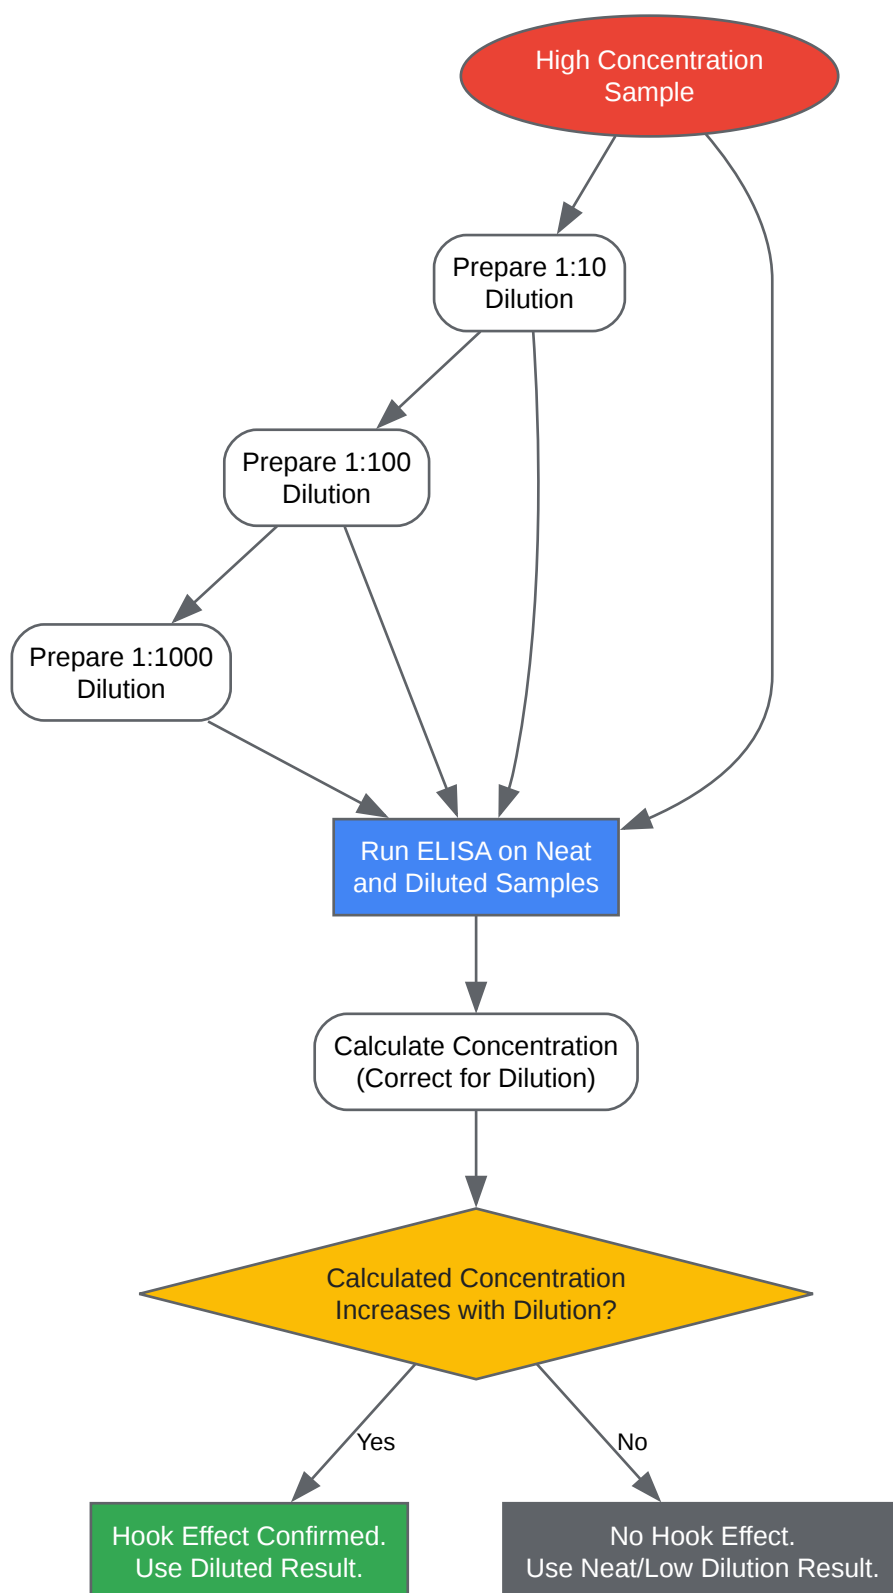 High Concentration
Sample
Prepare 1:10
Dilution
Prepare 1:100
Dilution
Prepare 1:1000
Dilution
Run ELISA on Neat
and Diluted Samples
Calculate Concentration
(Correct for Dilution)
Calculated Concentration
Increases with Dilution?
Yes
No
Hook Effect Confirmed.
Use Diluted Result.
No Hook Effect.
Use Neat/Low Dilution Result.